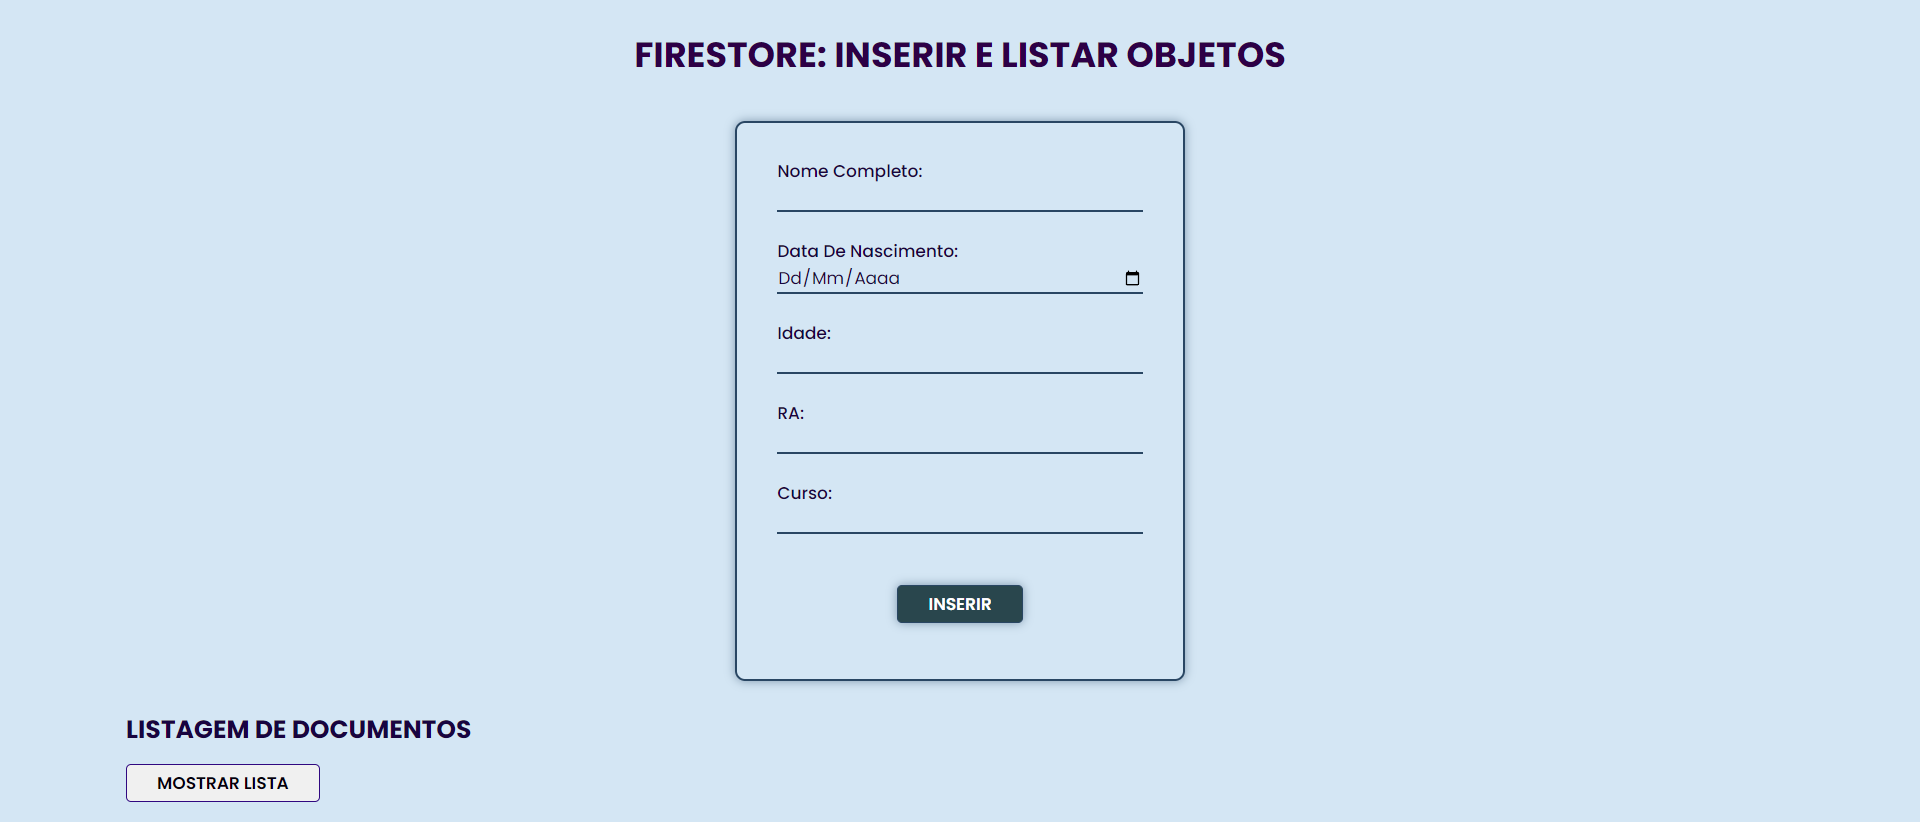 FIRESTORE: INSERIR E LISTAR OBJETOS
Nome Completo:
Data De Nascimento:
Dd/Mm/Aaaa
Idade:
RA:
Curso:
INSERIR
LISTAGEM DE DOCUMENTOS
MOSTRAR LISTA